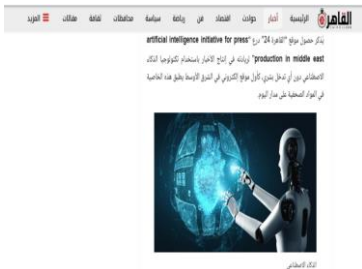 القاهرة
الرئيسية أخبار حوادث اقتصاد فن رياضة سياسة محافظات ثقافة مقالات المزيد
يُذكر حصول موقع "القاهرة 24" درع "artificial intelligence initiative for press
production in middle east" لريادته في إنتاج الأخبار باستخدام تكنولوجيا الذكاء
الاصطناعي دون أي تدخل بشري، كأول موقع إلكتروني في الشرق الأوسط يطبق هذه الخاصية
في المواد الصحفية على مدار اليوم.
الذكاء الاصطناعي